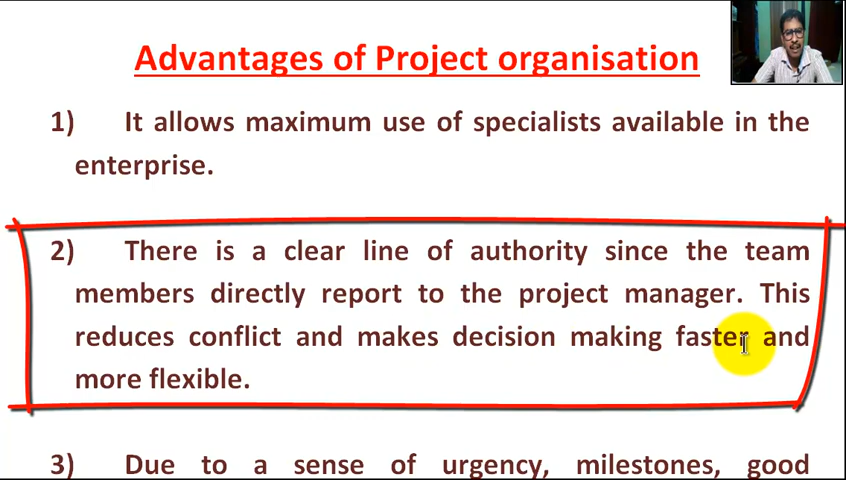 Advantages of Project organisation
1) It allows maximum use of specialists available in the
enterprise.
2) There is a clear line of authority since the team
members directly report to the project manager. This
reduces conflict and makes decision making faster and
more flexible.
3) Due to a sense of urgency, milestones, good